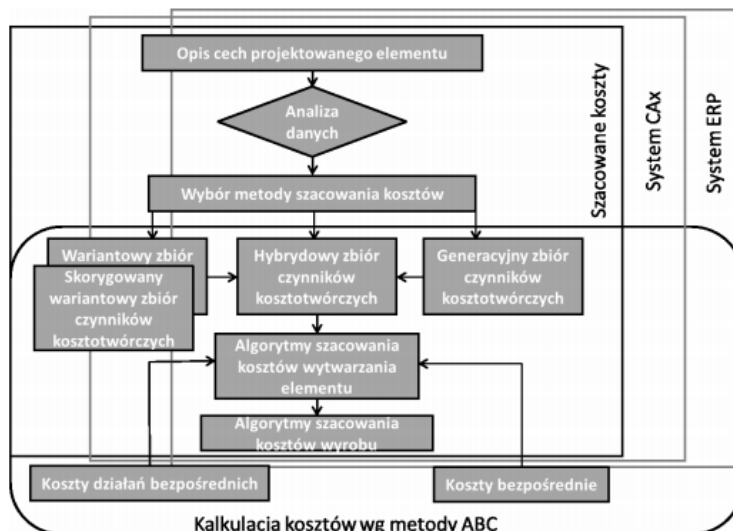 Opis cech projektowanego elementu
Analiza
danych
Wybór metody szacowania kosztów
Wariantowy zbiór
Skorygowany
wariantowy zbiór
czynników
kosztotwórczych
Hybrydowy zbiór
czynników
kosztotwórczych
Generacyjny zbiór
czynników
kosztotwórczych
Algorytmy szacowania
kosztów wytwarzania
elementu
Algorytmy szacowania
kosztów wyrobu
Koszty działań bezpośrednich
Koszty bezpośrednie
Kalkulacja kosztów wg metody ABC
Szacowane koszty
System CAx
System ERP